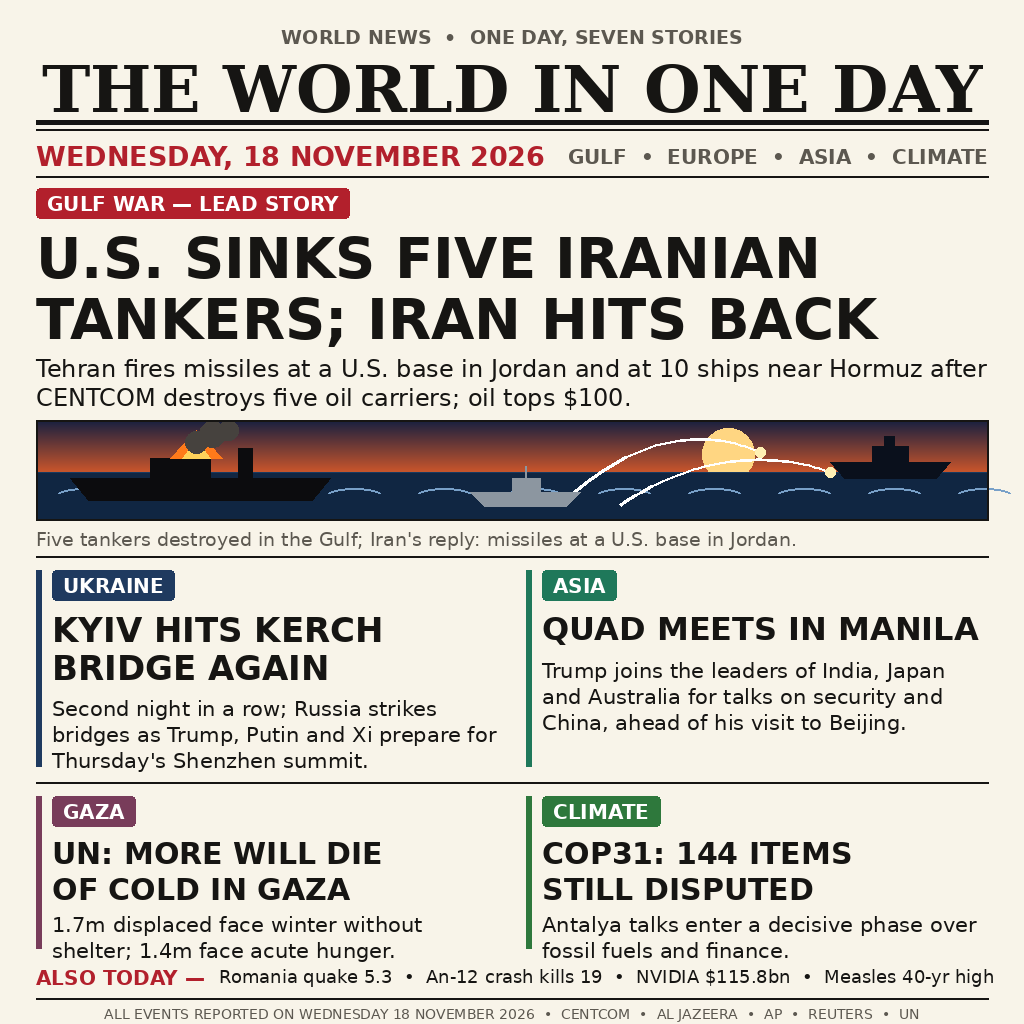 WORLD NEWS • ONE DAY, SEVEN STORIES
THE WORLD IN ONE DAY
WEDNESDAY, 18 NOVEMBER 2026
GULF • EUROPE • ASIA • CLIMATE
GULF WAR — LEAD STORY
U.S. SINKS FIVE IRANIAN
TANKERS; IRAN HITS BACK
Tehran fires missiles at a U.S. base in Jordan and at 10 ships near Hormuz after
CENTCOM destroys five oil carriers; oil tops $100.
Five tankers destroyed in the Gulf; Iran's reply: missiles at a U.S. base in Jordan.
UKRAINE
KYIV HITS KERCH
BRIDGE AGAIN
Second night in a row; Russia strikes
bridges as Trump, Putin and Xi prepare for
Thursday's Shenzhen summit.
ASIA
QUAD MEETS IN MANILA
Trump joins the leaders of India, Japan
and Australia for talks on security and
China, ahead of his visit to Beijing.
GAZA
UN: MORE WILL DIE
OF COLD IN GAZA
1.7m displaced face winter without
shelter; 1.4m face acute hunger.
CLIMATE
COP31: 144 ITEMS
STILL DISPUTED
Antalya talks enter a decisive phase over
fossil fuels and finance.
ALSO TODAY — Romania quake 5.3 • An-12 crash kills 19 • NVIDIA $115.8bn • Measles 40-yr high
ALL EVENTS REPORTED ON WEDNESDAY 18 NOVEMBER 2026 • CENTCOM • AL JAZEERA • AP • REUTERS • UN